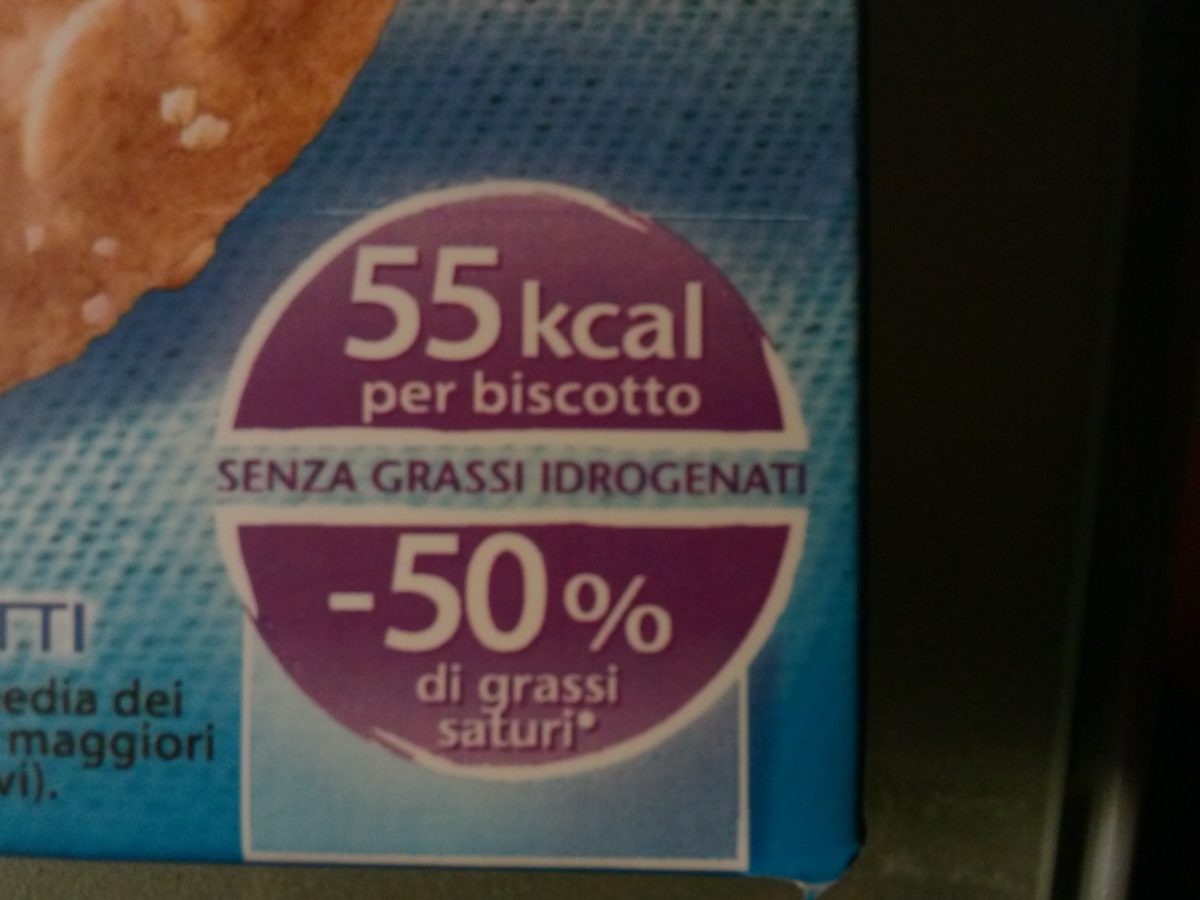 55 kcal
per biscotto
SENZA GRASSI IDROGENATI
-50%
di grassi
saturi•
TTI
edia dei
maggiori
vi).